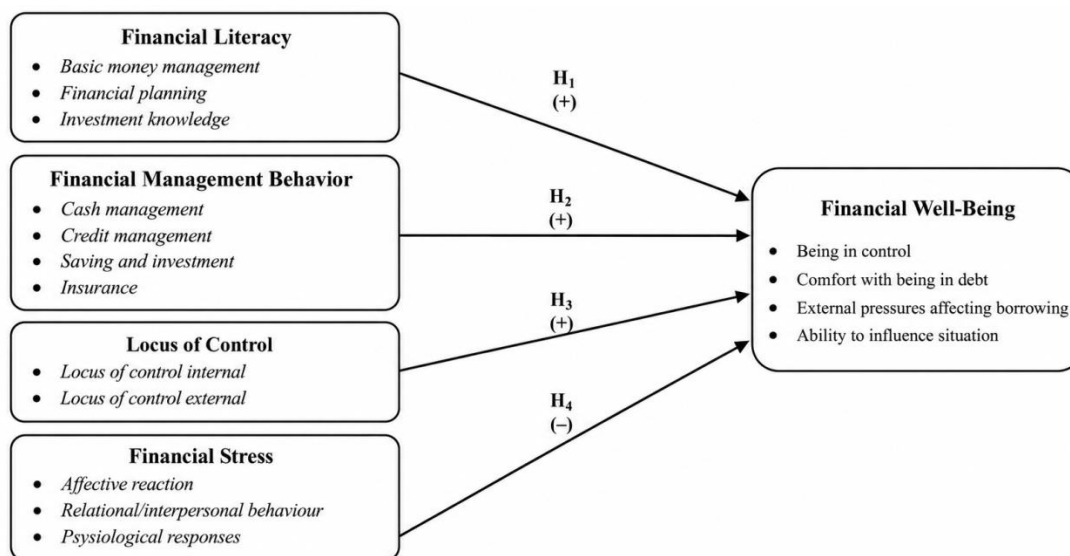 Financial Literacy
• Basic money management
• Financial planning
• Investment knowledge
H₁
(+)
Financial Management Behavior
• Cash management
• Credit management
• Saving and investment
• Insurance
H₂
(+)
Financial Well-Being
• Being in control
• Comfort with being in debt
• External pressures affecting borrowing
• Ability to influence situation
Locus of Control
• Locus of control internal
• Locus of control external
H₃
(+)
Financial Stress
• Affective reaction
• Relational/interpersonal behaviour
• Psysiological responses
H₄
(–)